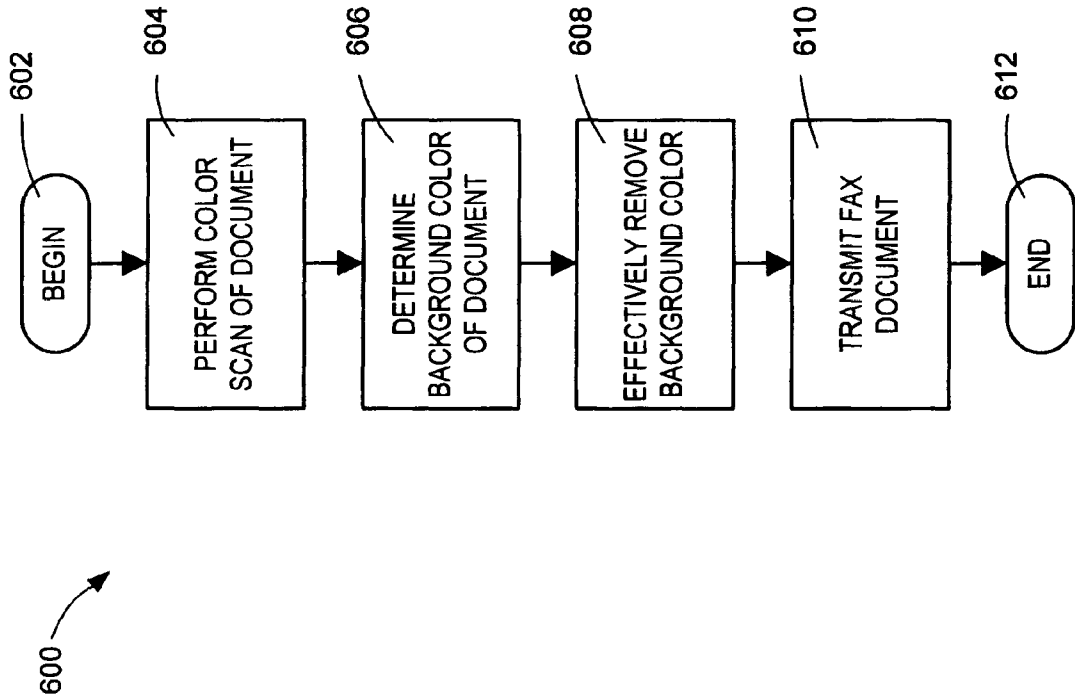 600
BEGIN
602
PERFORM COLOR
SCAN OF DOCUMENT
604
DETERMINE
BACKGROUND COLOR
OF DOCUMENT
606
EFFECTIVELY REMOVE
BACKGROUND COLOR
608
TRANSMIT FAX
DOCUMENT
610
END
612